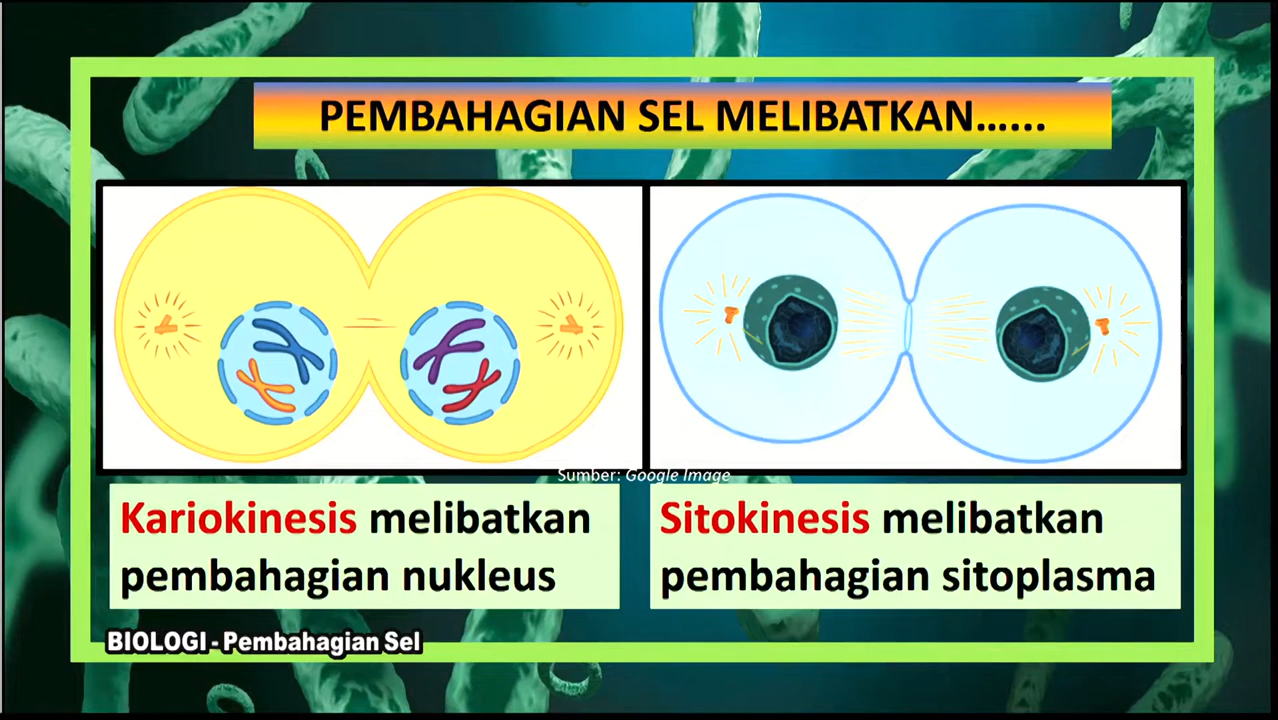 PEMBAHAGIAN SEL MELIBATKAN......
Sumber: Google Image
Kariokinesis melibatkan
pembahagian nukleus
Sitokinesis melibatkan
pembahagian sitoplasma
BIOLOGI - Pembahagian Sel